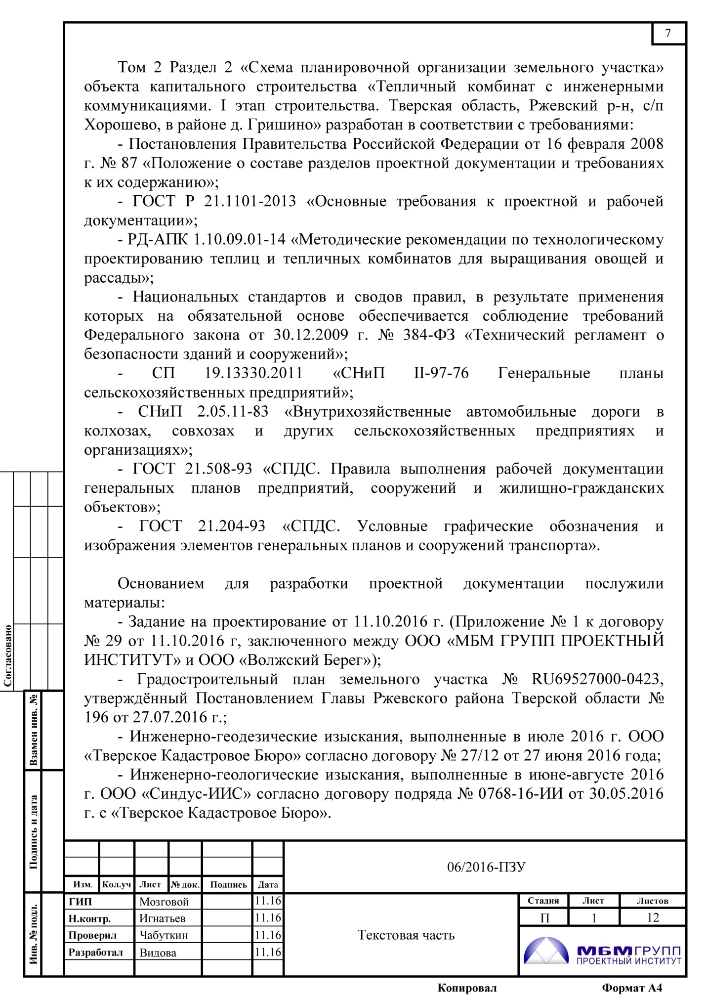 7
Том 2 Раздел 2 «Схема планировочной организации земельного участка»
объекта капитального строительства «Тепличный комбинат с инженерными
коммуникациями. I этап строительства. Тверская область, Ржевский р-н, с/п
Хорошево, в районе д. Гришино» разработан в соответствии с требованиями:
- Постановления Правительства Российской Федерации от 16 февраля 2008
г. № 87 «Положение о составе разделов проектной документации и требованиях
к их содержанию»;
- ГОСТ Р 21.1101-2013 «Основные требования к проектной и рабочей
документации»;
- РД-АПК 1.10.09.01-14 «Методические рекомендации по технологическому
проектированию теплиц и тепличных комбинатов для выращивания овощей и
рассады»;
- Национальных стандартов и сводов правил, в результате применения
которых на обязательной основе обеспечивается соблюдение требований
Федерального закона от 30.12.2009 г. № 384-ФЗ «Технический регламент о
безопасности зданий и сооружений»;
- СП 19.13330.2011 «СНиП II-97-76 Генеральные планы
сельскохозяйственных предприятий»;
- СНиП 2.05.11-83 «Внутрихозяйственные автомобильные дороги в
колхозах, совхозах и других сельскохозяйственных предприятиях и
организациях»;
- ГОСТ 21.508-93 «СПДС. Правила выполнения рабочей документации
генеральных планов предприятий, сооружений и жилищно-гражданских
объектов»;
- ГОСТ 21.204-93 «СПДС. Условные графические обозначения и
изображения элементов генеральных планов и сооружений транспорта».
Основанием для разработки проектной документации послужили
материалы:
- Задание на проектирование от 11.10.2016 г. (Приложение № 1 к договору
№ 29 от 11.10.2016 г, заключенного между ООО «МБМ ГРУПП ПРОЕКТНЫЙ
ИНСТИТУТ» и ООО «Волжский Берег»);
- Градостроительный план земельного участка № RU69527000-0423,
утверждённый Постановлением Главы Ржевского района Тверской области №
196 от 27.07.2016 г.;
- Инженерно-геодезические изыскания, выполненные в июле 2016 г. ООО
«Тверское Кадастровое Бюро» согласно договору № 27/12 от 27 июня 2016 года;
- Инженерно-геологические изыскания, выполненные в июне-августе 2016
г. ООО «Синдус-ИИС» согласно договору подряда № 0768-16-ИИ от 30.05.2016
г. с «Тверское Кадастровое Бюро».
Согласовано
Взамен инв. №
Подпись и дата
Инв. № подл.
06/2016-ПЗУ
Изм. Кол.уч Лист № док. Подпись Дата
ГИП Мозговой 11.16
Н.контр. Игнатьев 11.16
Проверил Чабуткин 11.16
Разработал Видова 11.16
Текстовая часть
Стадия Лист Листов
П 1 12
МБМГРУПП
ПРОЕКТНЫЙ ИНСТИТУТ
Копировал Формат А4